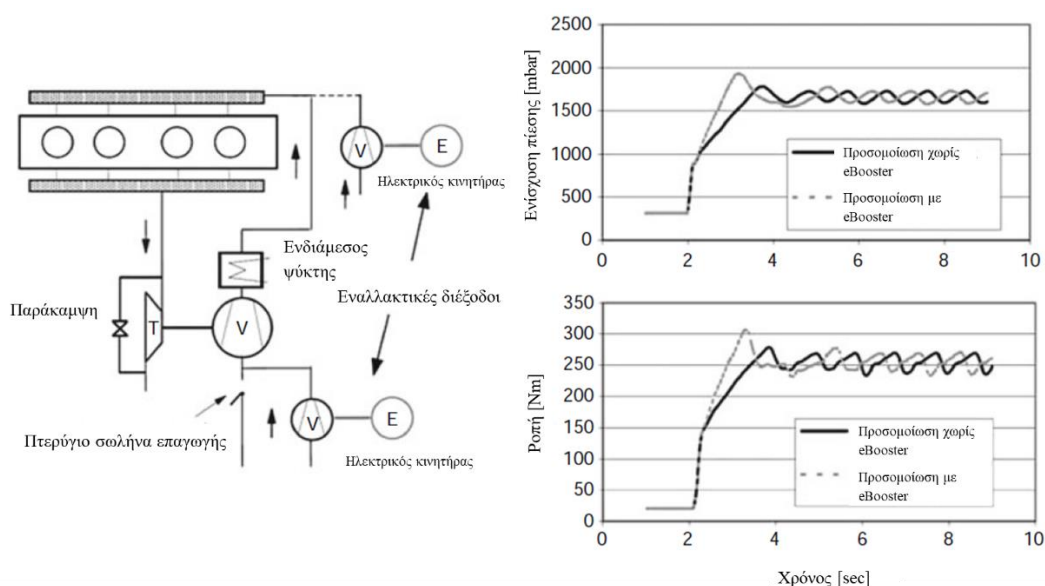 V
E
Ηλεκτρικός κινητήρας
Ενδιάμεσος
ψύκτης
Εναλλακτικές διέξοδοι
Παράκαμψη
T
V
V
E
Πτερύγιο σωλήνα επαγωγής
Ηλεκτρικός κινητήρας
Ενίσχυση πίεσης [mbar]
2500
2000
1500
1000
500
0
0 2 4 6 8 10
Προσομοίωση χωρίς
eBooster
Προσομοίωση με
eBooster
Ροπή [Nm]
350
300
250
200
150
100
50
0
0 2 4 6 8 10
Προσομοίωση χωρίς
eBooster
Προσομοίωση με
eBooster
Χρόνος [sec]